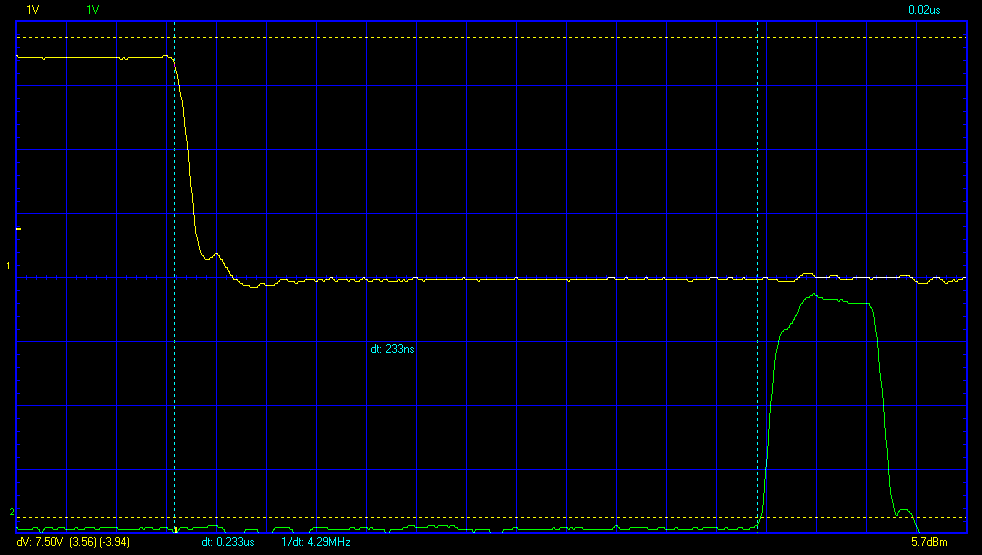 1V 1V 0.02us
1
dt: 233ns
2
dV: 7.50V (3.56) (-3.94) dt: 0.233us 1/dt: 4.29MHz 5.7dBm